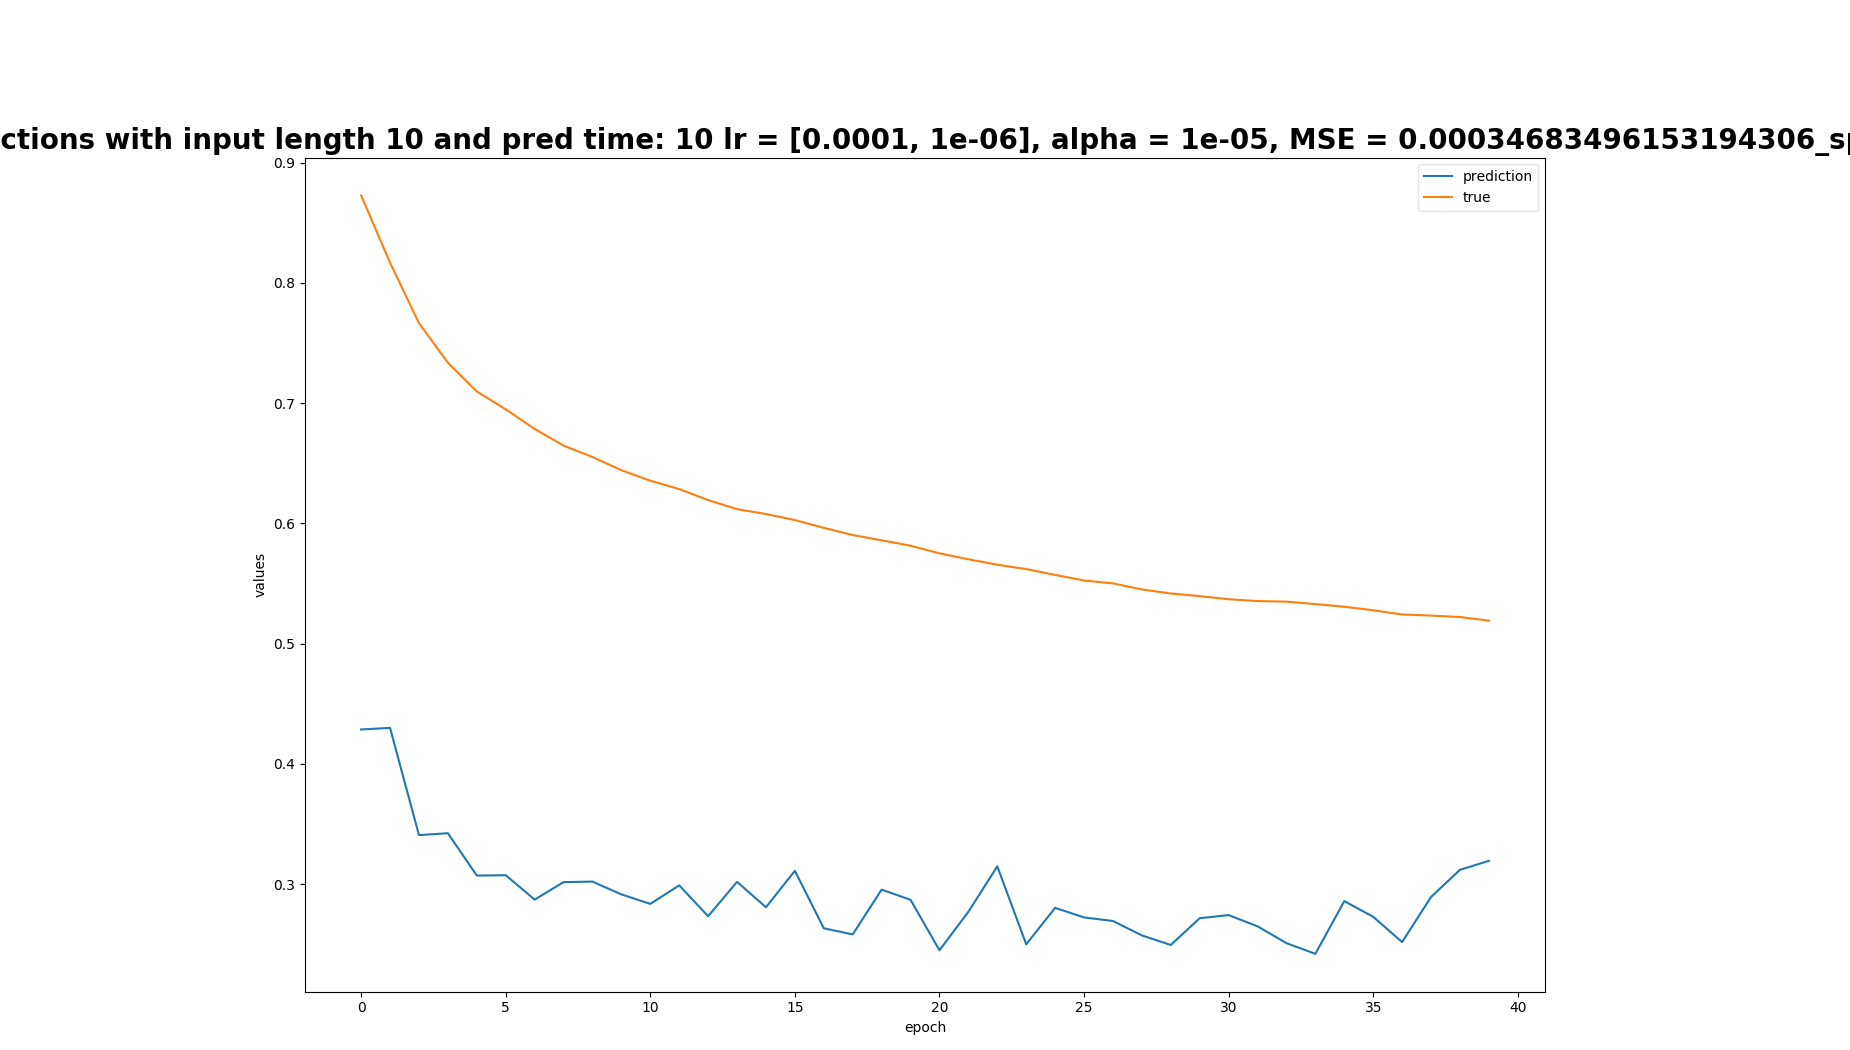 ctions with input length 10 and pred time: 10 lr = [0.0001, 1e-06], alpha = 1e-05, MSE = 0.00034683496153194306_sp
prediction
true
0.9
0.8
0.7
0.6
0.5
0.4
0.3
values
0 5 10 15 20 25 30 35 40
epoch